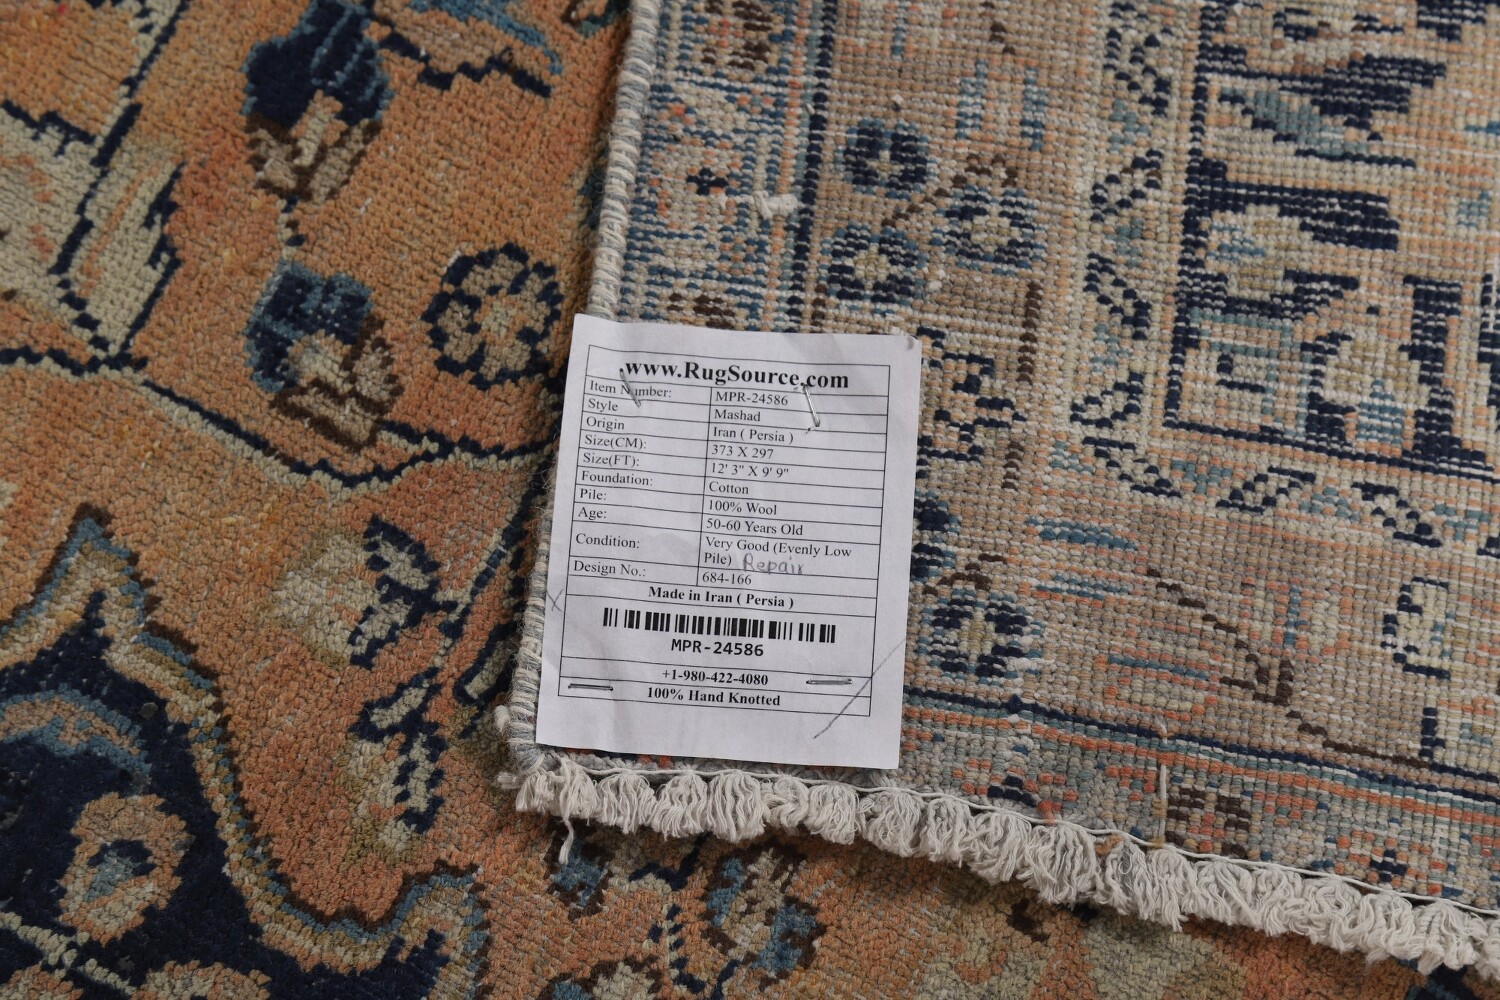 www.RugSource.com
Item Number: MPR-24586
Style Mashad
Origin Iran ( Persia )
Size(CM): 373 X 297
Size(FT): 12' 3" X 9' 9"
Foundation: Cotton
Pile: 100% Wool
Age: 50-60 Years Old
Condition: Very Good (Evenly Low
Pile) Repair
Design No.: 684-166
Made in Iran ( Persia )
MPR-24586
+1-980-422-4080
100% Hand Knotted